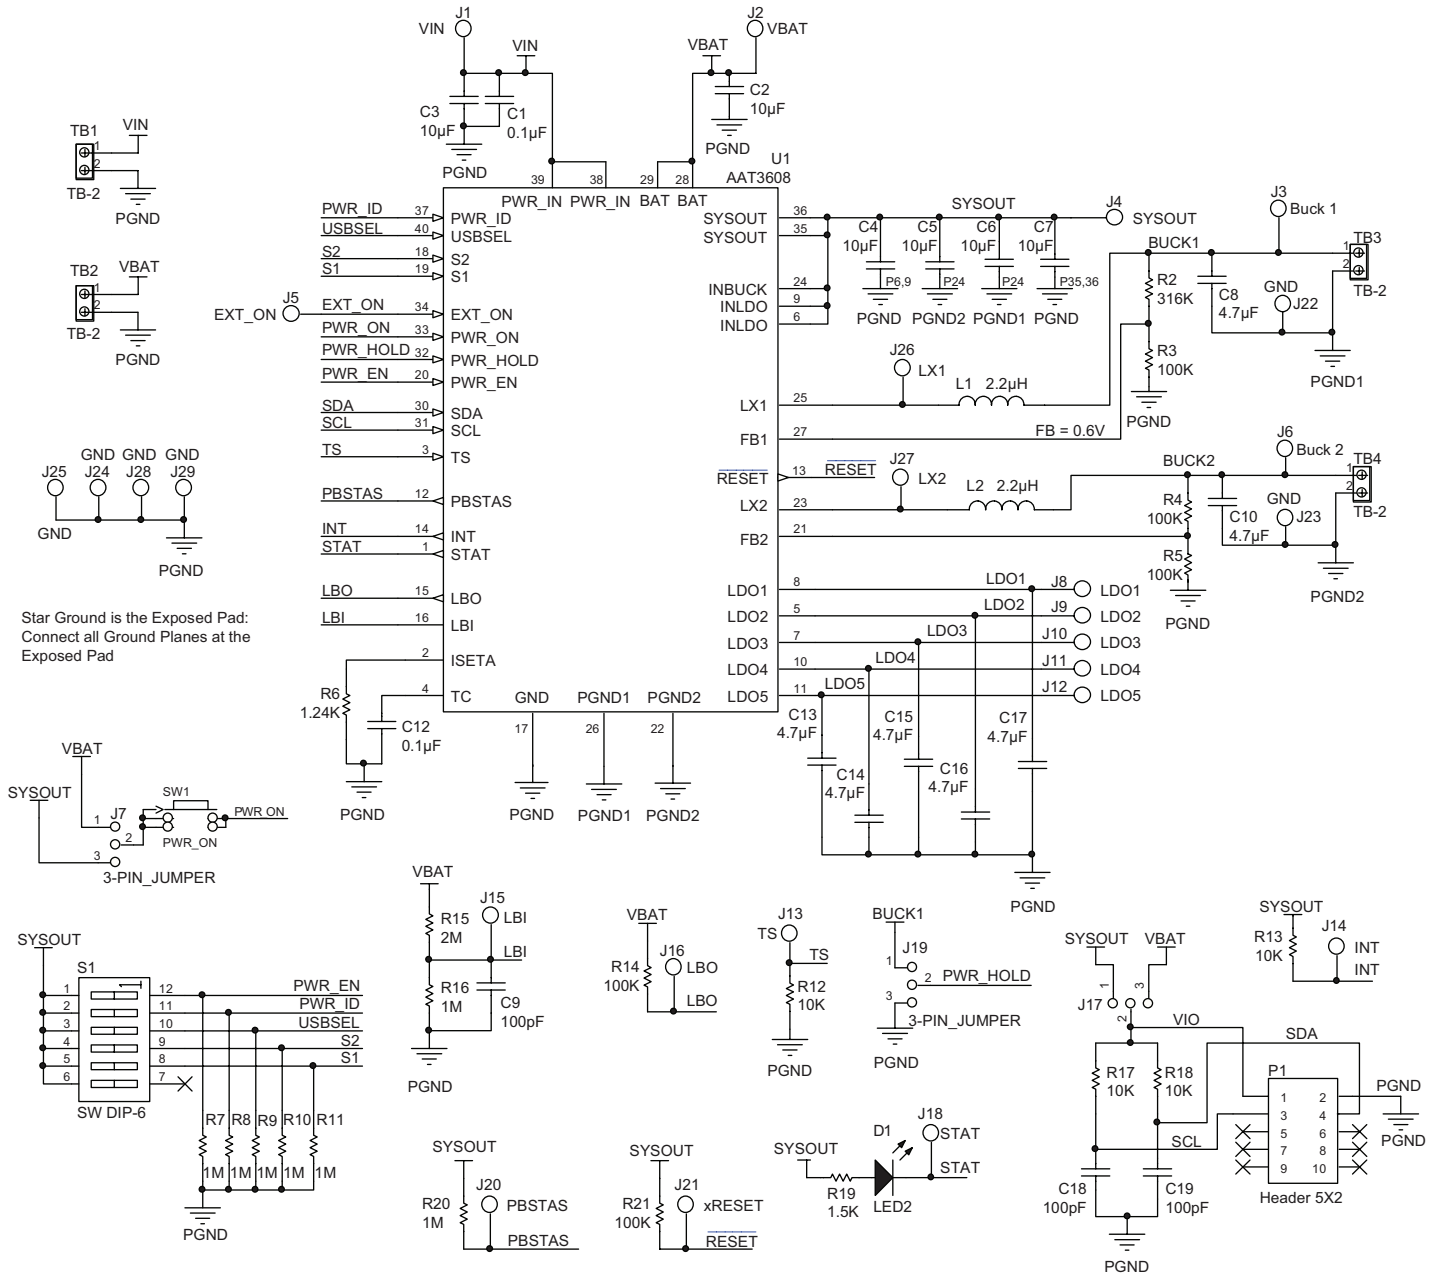 J1
VIN
VIN
C3
10µF
C1
0.1µF
PGND
J2
VBAT
VBAT
C2
10µF
PGND
TB1
VIN
1
2
TB-2
PGND
TB2
VBAT
1
2
TB-2
PGND
U1
AAT3608
39
38
29
28
PWR_IN
PWR_IN
BAT
BAT
PWR_ID
37
PWR_ID
USBSEL
40
USBSEL
S2
18
S2
S1
19
S1
J5
EXT_ON
EXT_ON
34
EXT_ON
PWR_ON
33
PWR_ON
PWR_HOLD
32
PWR_HOLD
PWR_EN
20
PWR_EN
SDA
30
SDA
SCL
31
SCL
TS
3
TS
PBSTAS
12
PBSTAS
INT
14
INT
STAT
1
STAT
LBO
15
LBO
LBI
16
LBI
2
ISETA
4
TC
R6
1.24K
C12
0.1µF
PGND
GND
PGND1
PGND2
17
26
22
PGND
PGND1
PGND2
SYSOUT
36
SYSOUT
35
INBUCK
24
INLDO
9
INLDO
6
SYSOUT
J4
SYSOUT
C4
10µF
C5
10µF
C6
10µF
C7
10µF
P6,9
P24
P24
P35,36
PGND
PGND2
PGND1
PGND
J3
Buck 1
BUCK1
TB3
1
2
TB-2
R2
316K
C8
4.7µF
GND
J22
PGND1
R3
100K
PGND
J26
LX1
L1 2.2µH
LX1
25
FB1
27
FB = 0.6V
RESET
13
RESET
J27
LX2
L2 2.2µH
LX2
23
FB2
21
J6
Buck 2
BUCK2
TB4
1
2
TB-2
R4
100K
C10
4.7µF
GND
J23
PGND2
R5
100K
PGND
LDO1
8
LDO1
J8
LDO1
LDO2
5
LDO2
J9
LDO2
LDO3
7
LDO3
J10
LDO3
LDO4
10
LDO4
J11
LDO4
LDO5
11
LDO5
J12
LDO5
C13
4.7µF
C14
4.7µF
C15
4.7µF
C16
4.7µF
C17
4.7µF
PGND
GND
GND
GND
J25
J24
J28
J29
GND
PGND
Star Ground is the Exposed Pad:
Connect all Ground Planes at the
Exposed Pad
VBAT
SYSOUT
J7
1
2
3
3-PIN_JUMPER
SW1
PWR_ON
PWR ON
SYSOUT
S1
1
2
3
4
5
6
12
11
10
9
8
7
PWR_EN
PWR_ID
USBSEL
S2
S1
SW DIP-6
R7
R8
R9
R10
R11
1M
1M
1M
1M
1M
PGND
VBAT
R15
2M
J15
LBI
LBI
R16
1M
C9
100pF
PGND
VBAT
R14
100K
J16
LBO
LBO
J13
TS
TS
R12
10K
PGND
BUCK1
J19
1
2
3
PWR_HOLD
3-PIN_JUMPER
PGND
SYSOUT
R13
10K
J14
INT
INT
SYSOUT
VBAT
1
3
J17
2
VIO
SDA
R17
10K
R18
10K
SCL
P1
1
2
3
4
5
6
7
8
9
10
Header 5X2
PGND
C18
100pF
C19
100pF
PGND
SYSOUT
R20
1M
J20
PBSTAS
PBSTAS
SYSOUT
R21
100K
J21
xRESET
RESET
SYSOUT
R19
1.5K
D1
LED2
J18
STAT
STAT